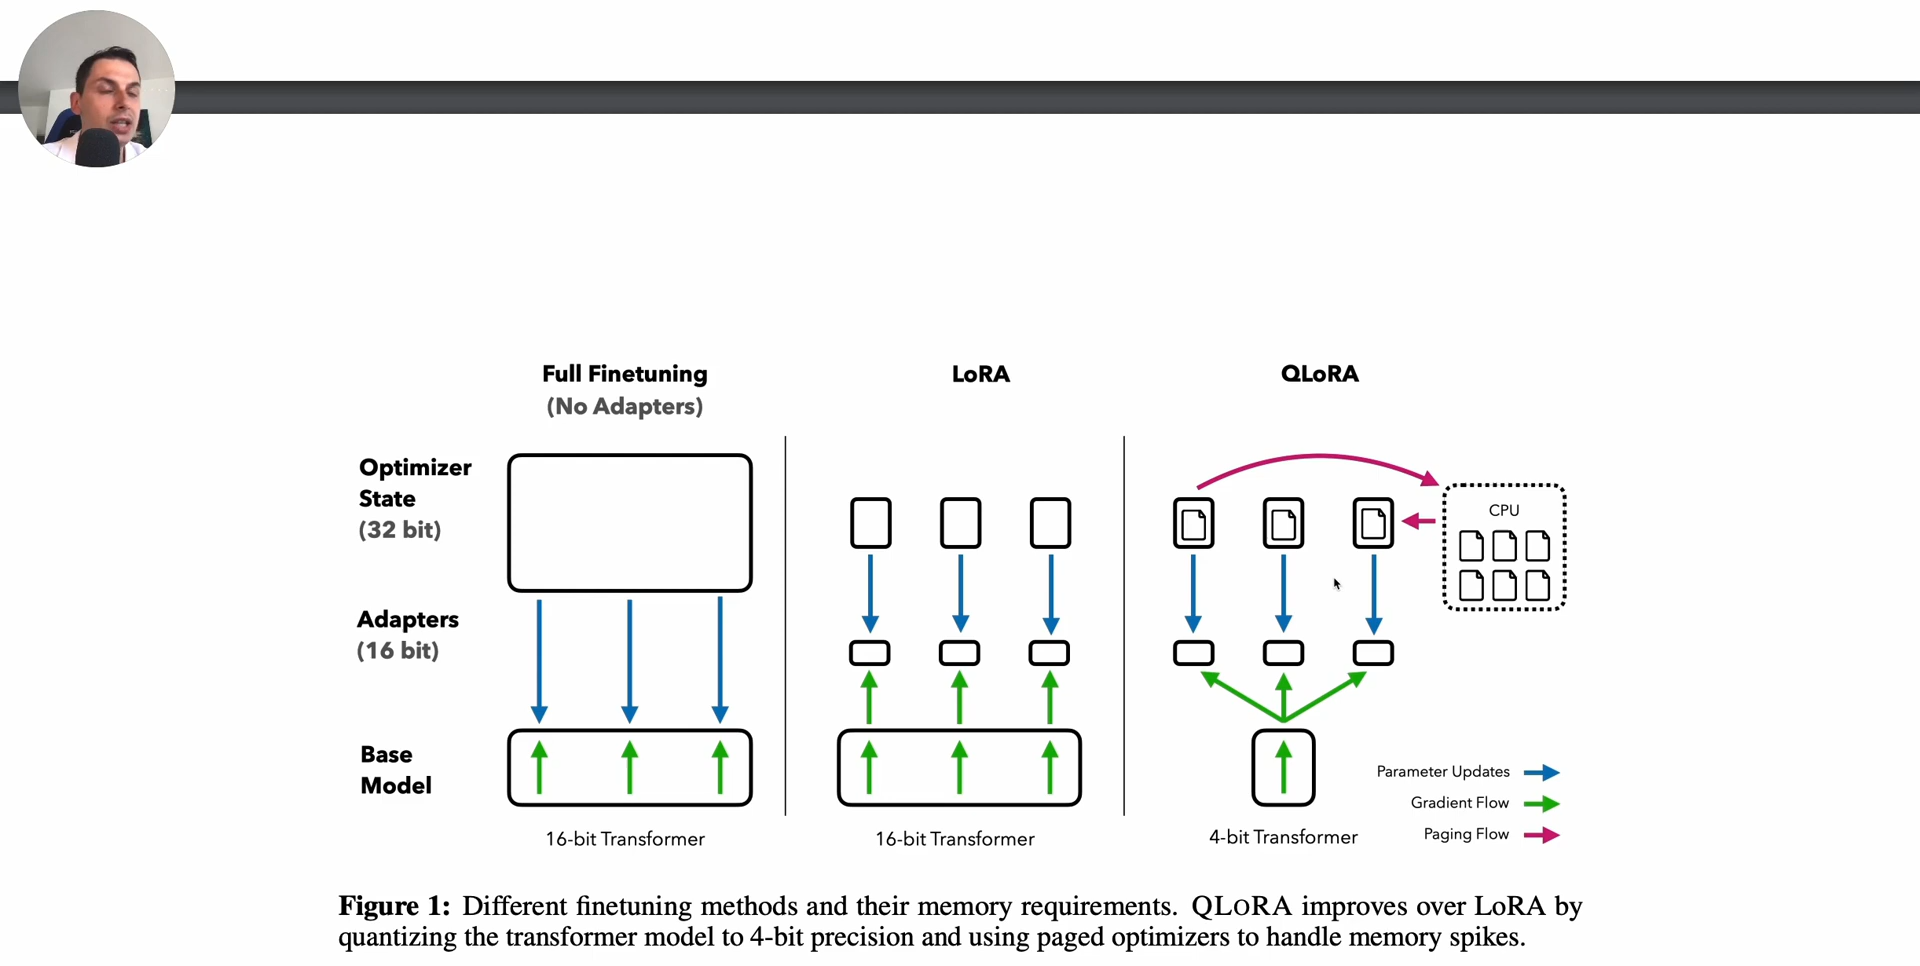 Full Finetuning
(No Adapters)
LoRA
QLoRA
Optimizer
State
(32 bit)
CPU
Adapters
(16 bit)
Base
Model
Parameter Updates
Gradient Flow
Paging Flow
16-bit Transformer
16-bit Transformer
4-bit Transformer
Figure 1: Different finetuning methods and their memory requirements. QLORA improves over LoRA by
quantizing the transformer model to 4-bit precision and using paged optimizers to handle memory spikes.